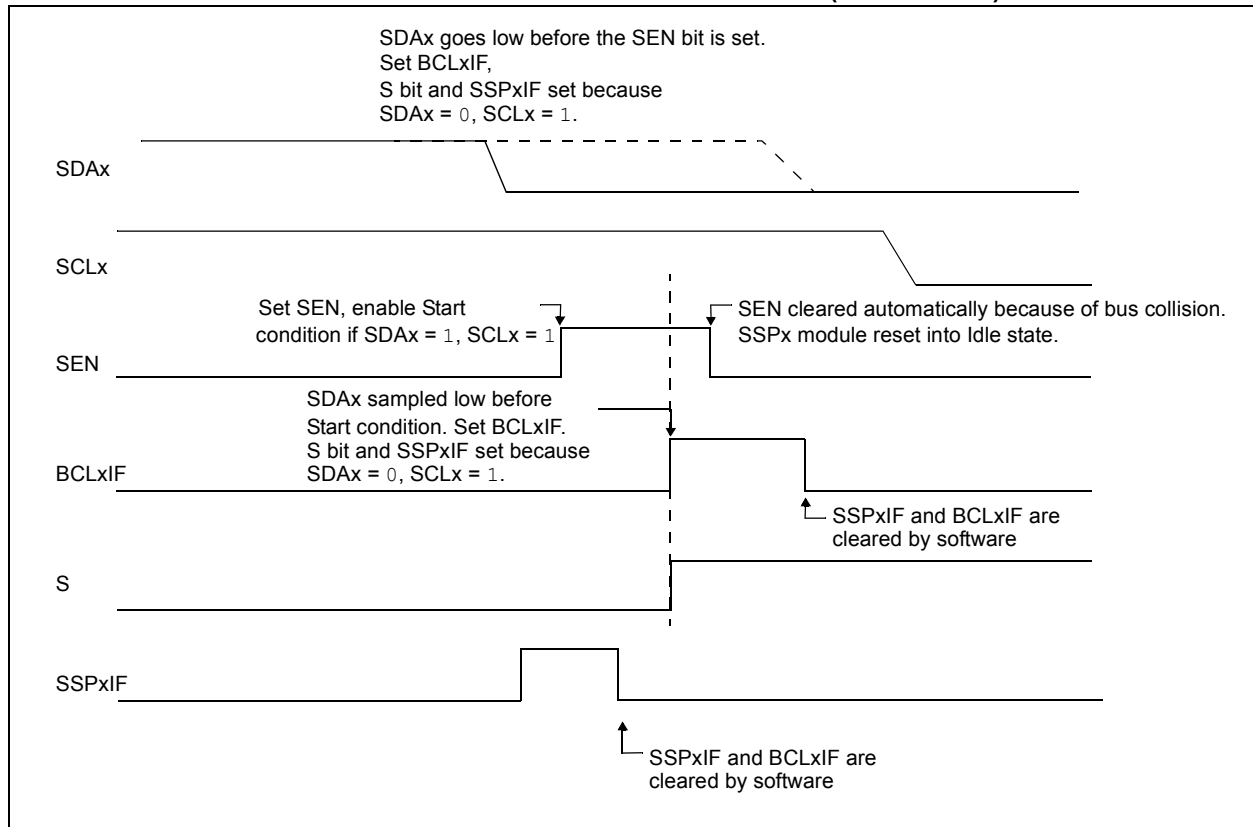 SDAx goes low before the SEN bit is set.
Set BCLxIF,
S bit and SSPxIF set because
SDAx = 0, SCLx = 1.
SDAx
SCLx
Set SEN, enable Start
condition if SDAx = 1, SCLx = 1
SEN cleared automatically because of bus collision.
SSPx module reset into Idle state.
SEN
SDAx sampled low before
Start condition. Set BCLxIF.
S bit and SSPxIF set because
SDAx = 0, SCLx = 1.
BCLxIF
SSPxIF and BCLxIF are
cleared by software
S
SSPxIF
SSPxIF and BCLxIF are
cleared by software